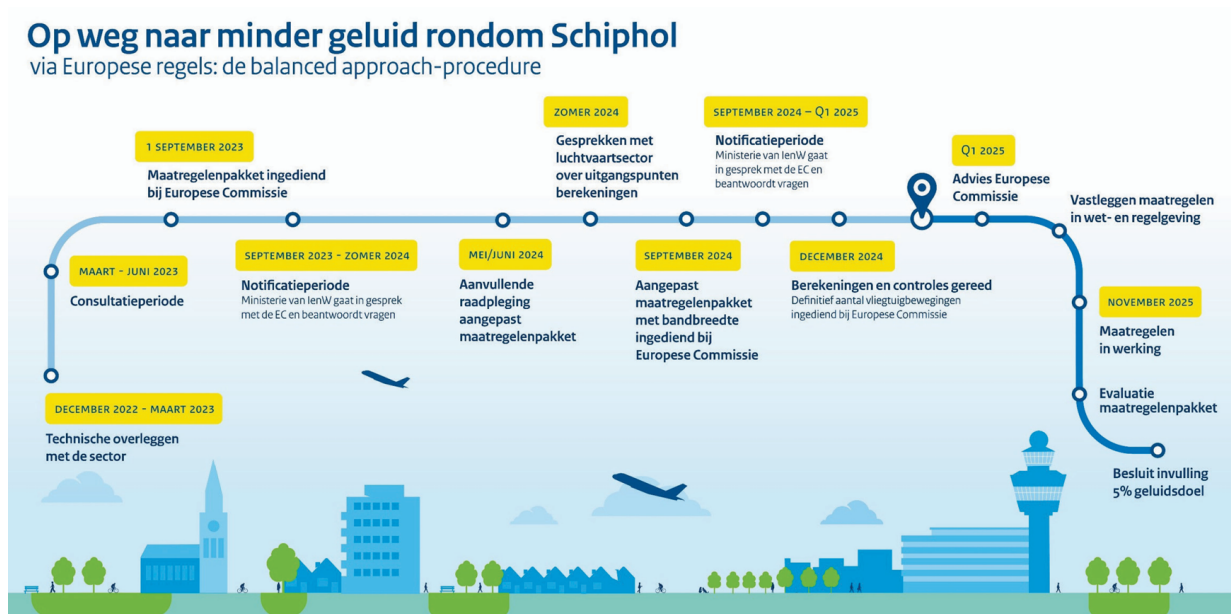 Op weg naar minder geluid rondom Schiphol
via Europese regels: de balanced approach-procedure
DECEMBER 2022 - MAART 2023
Technische overleggen
met de sector
MAART - JUNI 2023
Consultatieperiode
1 SEPTEMBER 2023
Maatregelenpakket ingediend
bij Europese Commissie
SEPTEMBER 2023 - ZOMER 2024
Notificatieperiode
Ministerie van IenW gaat in gesprek
met de EC en beantwoordt vragen
MEI/JUNI 2024
Aanvullende
raadpleging
aangepast
maatregelenpakket
ZOMER 2024
Gesprekken met
luchtvaartsector
over uitgangspunten
berekeningen
SEPTEMBER 2024
Aangepast
maatregelenpakket
met bandbreedte
ingediend bij
Europese Commissie
SEPTEMBER 2024 – Q1 2025
Notificatieperiode
Ministerie van IenW gaat
in gesprek met de EC en
beantwoordt vragen
DECEMBER 2024
Berekeningen en controles gereed
Definitief aantal vliegtuigbewegingen
ingediend bij Europese Commissie
Q1 2025
Advies Europese
Commissie
Vastleggen maatregelen
in wet- en regelgeving
NOVEMBER 2025
Maatregelen
in werking
Evaluatie
maatregelenpakket
Besluit invulling
5% geluidsdoel